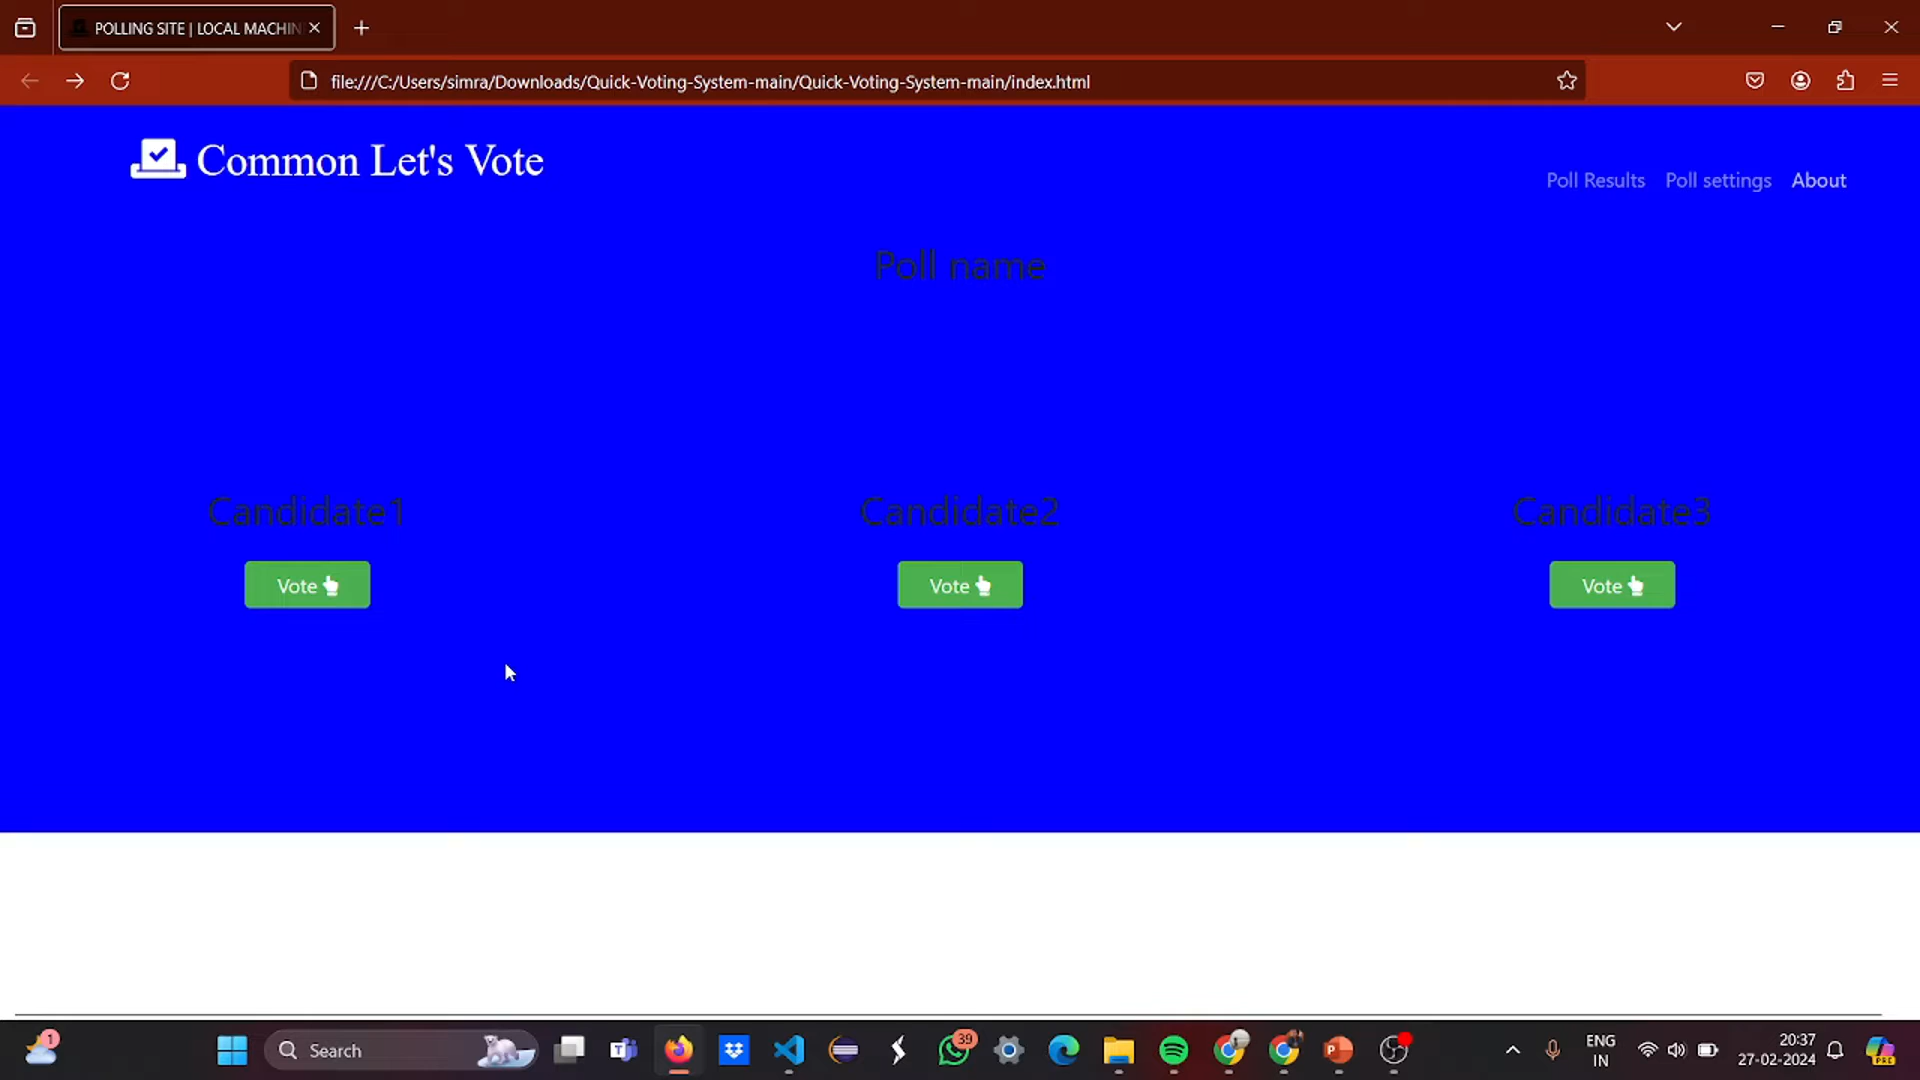 POLLING SITE | LOCAL MACHIN
file:///C:/Users/simra/Downloads/Quick-Voting-System-main/Quick-Voting-System-main/index.html
Common Let's Vote
Poll Results Poll settings About
Poll name
Candidate1 Candidate2 Candidate3
Vote Vote Vote
1 Search 39 ENG 20:37
IN 27-02-2024 PRE